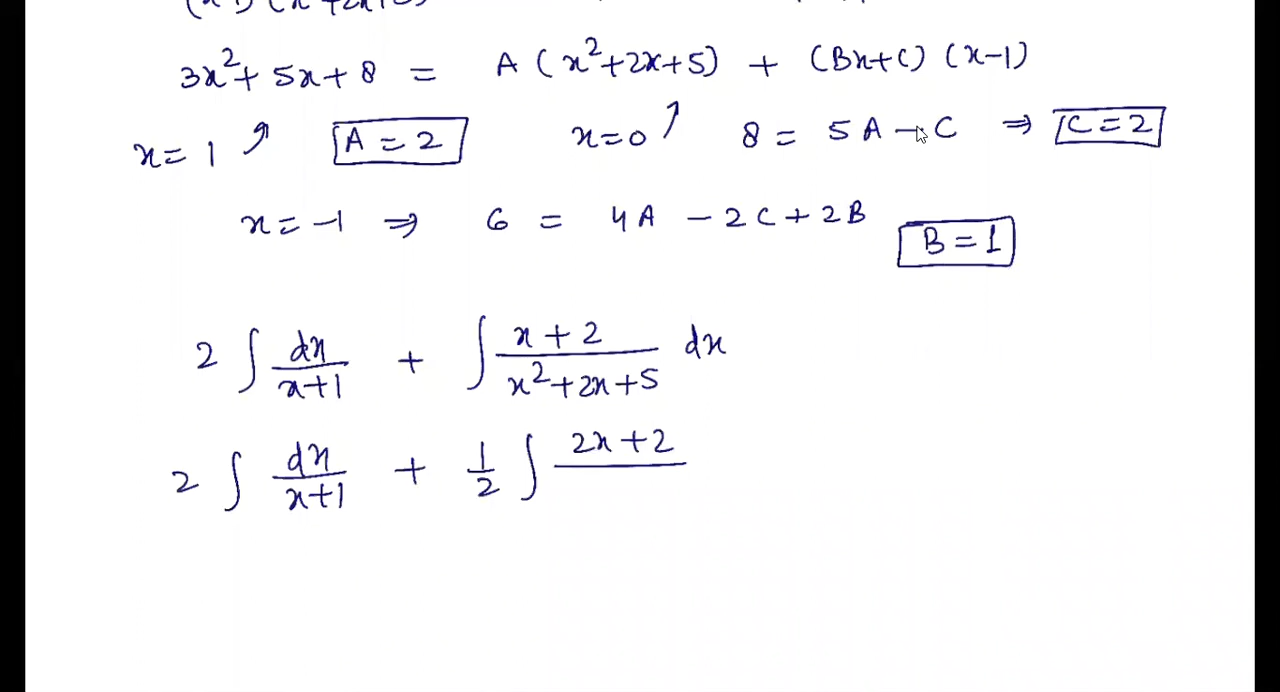 3x²+ 5x+ 8 = A (x²+2x+5) + (Bx+C) (x-1)
x= 1 A = 2 x=0 8 = 5A - C ⇒ C=2
x=-1 ⇒ 6 = 4A - 2C + 2B B=1
2 ∫ dx/(x+1) + ∫ (x+2)/(x²+2x+5) dx
2 ∫ dx/(x+1) + 1/2 ∫ 2x+2